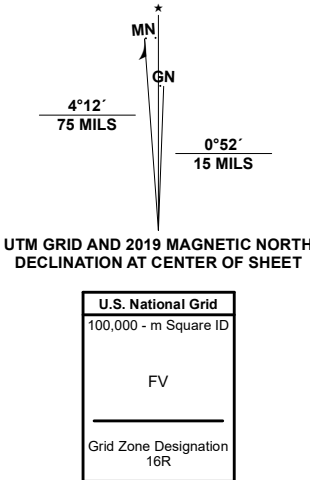 MN
GN
4°12´
75 MILS
0°52´
15 MILS
UTM GRID AND 2019 MAGNETIC NORTH
DECLINATION AT CENTER OF SHEET
U.S. National Grid
100,000 - m Square ID
FV
Grid Zone Designation
16R